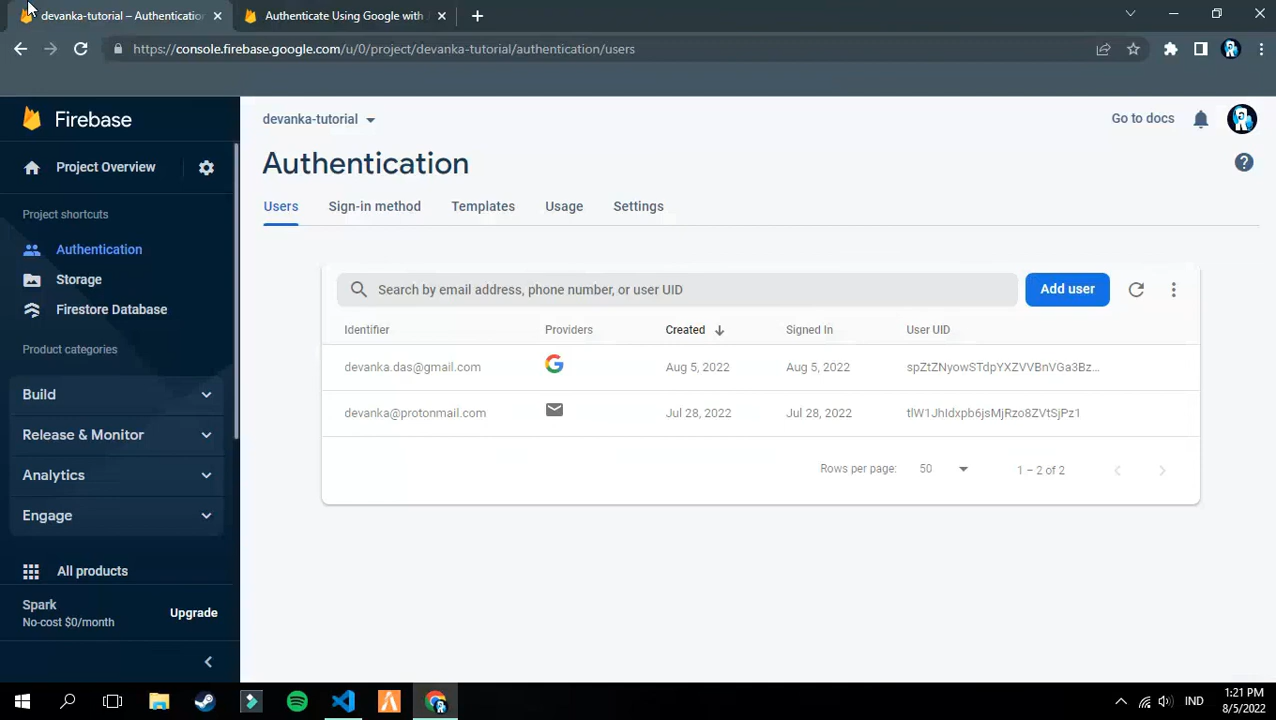 devanka-tutorial – Authenticatio
Authenticate Using Google with
https://console.firebase.google.com/u/0/project/devanka-tutorial/authentication/users
Firebase
Project Overview
Project shortcuts
Authentication
Storage
Firestore Database
Product categories
Build
Release & Monitor
Analytics
Engage
All products
Spark
No-cost $0/month
Upgrade
devanka-tutorial
Go to docs
Authentication
Users Sign-in method Templates Usage Settings
Search by email address, phone number, or user UID
Add user
Identifier Providers Created Signed In User UID
devanka.das@gmail.com Aug 5, 2022 Aug 5, 2022 spZtZNyowSTdpYXZVVBnVGa3Bz...
devanka@protonmail.com Jul 28, 2022 Jul 28, 2022 tlW1JhIdxpb6jsMjRzo8ZVtSjPz1
Rows per page: 50 1 – 2 of 2
IND
1:21 PM
8/5/2022